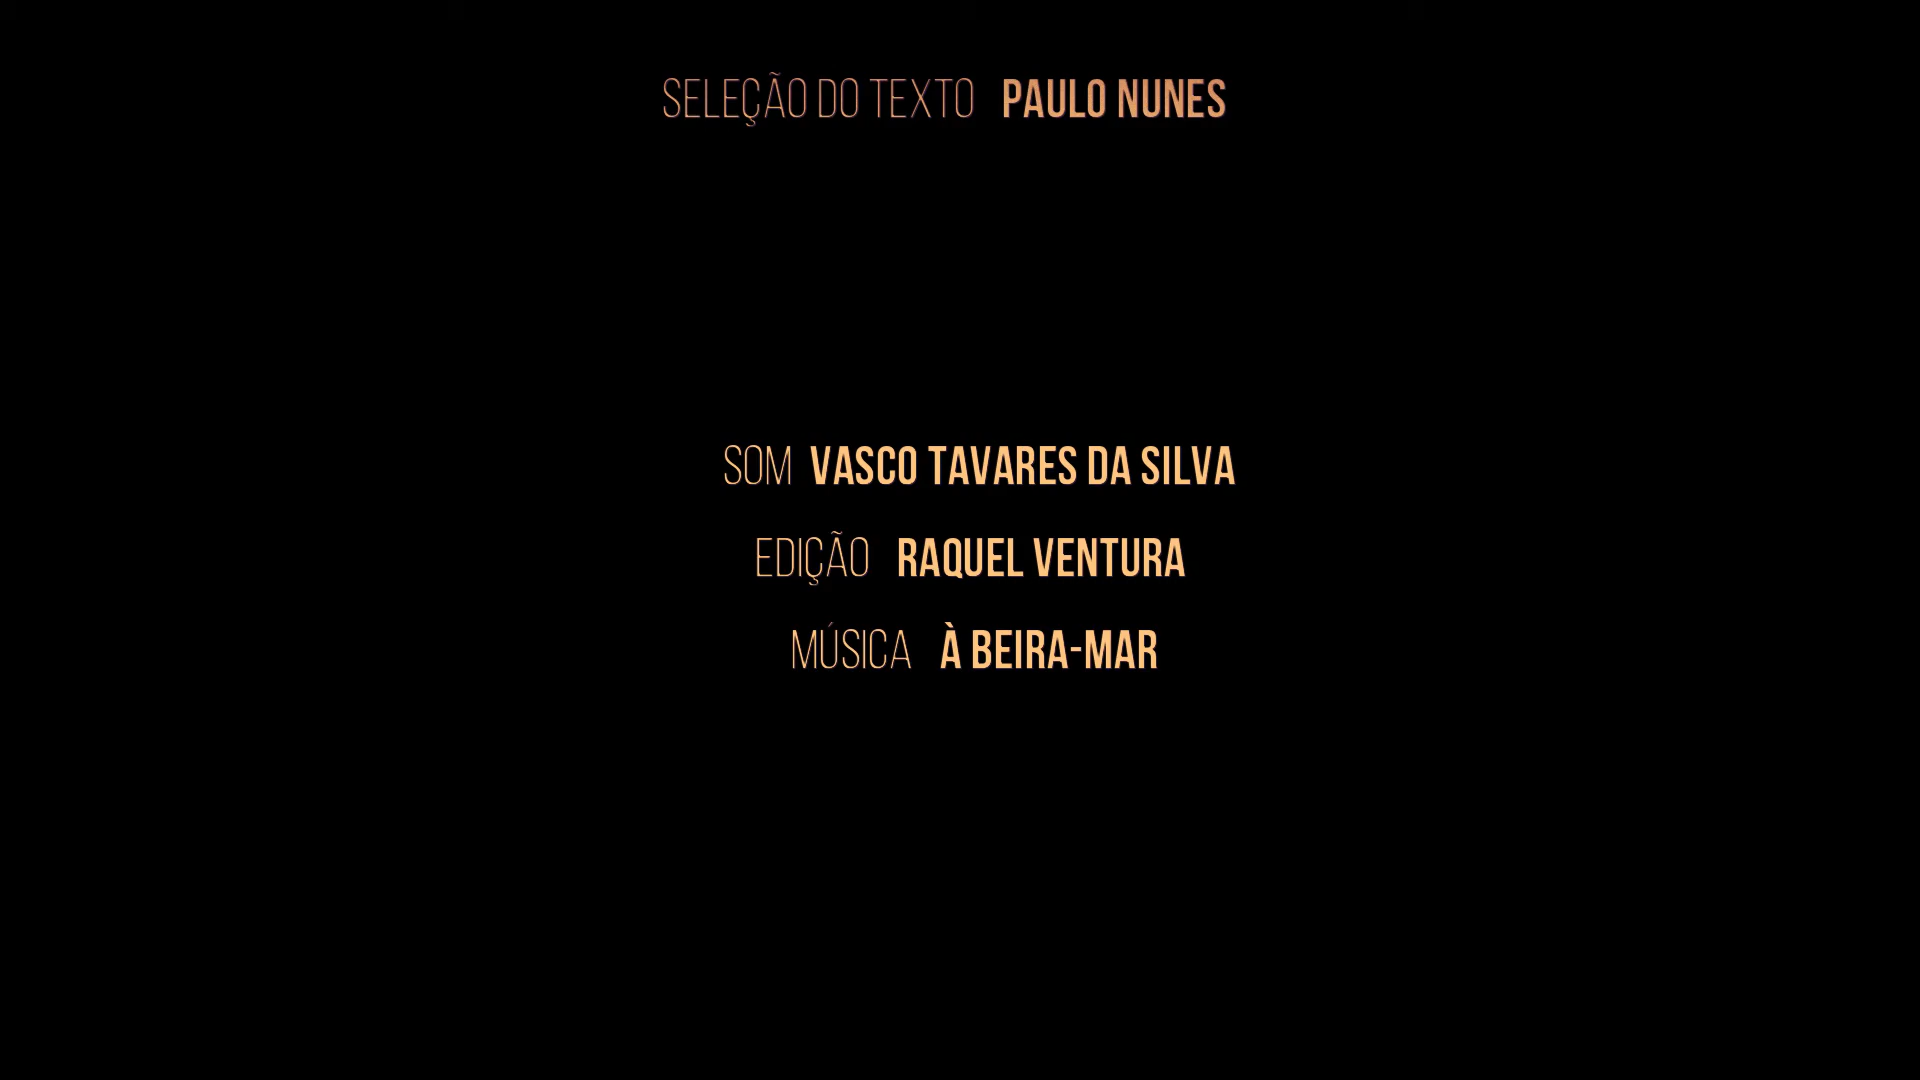 SELEÇÃO DO TEXTO PAULO NUNES
SOM VASCO TAVARES DA SILVA
EDIÇÃO RAQUEL VENTURA
MÚSICA À BEIRA-MAR